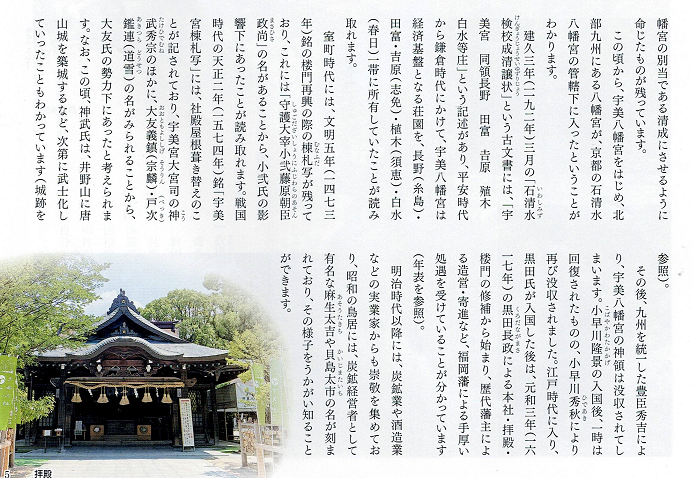 幡宮の別当である清成にさせるように
命じたものが残っています。
この頃から、宇美八幡宮をはじめ、北
部九州にある八幡宮が、京都の石清水
八幡宮の管轄下に入ったということが
わかります。
建久三年(一一九二年)三月の「石清水
検校成清譲状」という古文書には、「宇
美宮 同領長野 田富 𠮷原 殖木
白水等庄」という記述があり、平安時代
から鎌倉時代にかけて、宇美八幡宮は
経済基盤となる荘園を、長野(糸島)・
田富・吉原(志免)・植木(須恵)・白水
(春日)一帯に所有していたことが読み
取れます。
室町時代には、文明五年(一四七三
年)銘の楼門再興の際の棟札写が残って
おり、これには「守護大宰小弐藤原朝臣
政尚」の名があることから、小弐氏の影
響下にあったことが読み取れます。戦国
時代の天正二年(一五七四年)銘「宇美
宮棟札写」には、社殿屋根葺き替えのこ
とが記されており、宇美宮大宮司の神
武秀宗のほかに、大友義鎮(宗麟)・戸次
鑑連(道雪)の名がみられることから、
大友氏の勢力下にあったと考えられま
す。なお、この頃、神武氏は、井野山に唐
山城を築城するなど、次第に武士化し
ていったこともわかっています(城跡を
参照)。
その後、九州を統一した豊臣秀吉によ
り、宇美八幡宮の神領は没収されてし
まいます。小早川隆景の入国後、一時は
回復されたものの、小早川秀秋により
再び没収されました。江戸時代に入り、
黒田氏が入国した後は、元和三年(一六
一七年)の黒田長政による本社・拝殿・
楼門の修補から始まり、歴代藩主によ
る造営・寄進など、福岡藩による手厚い
処遇を受けていることが分かっています
(年表を参照)。
明治時代以降には、炭鉱業や酒造業
などの実業家からも崇敬を集めてお
り、昭和の鳥居には、炭鉱経営者として
有名な麻生太吉や貝島太市の名が刻ま
れており、その様子をうかがい知ること
ができます。
拝殿
5